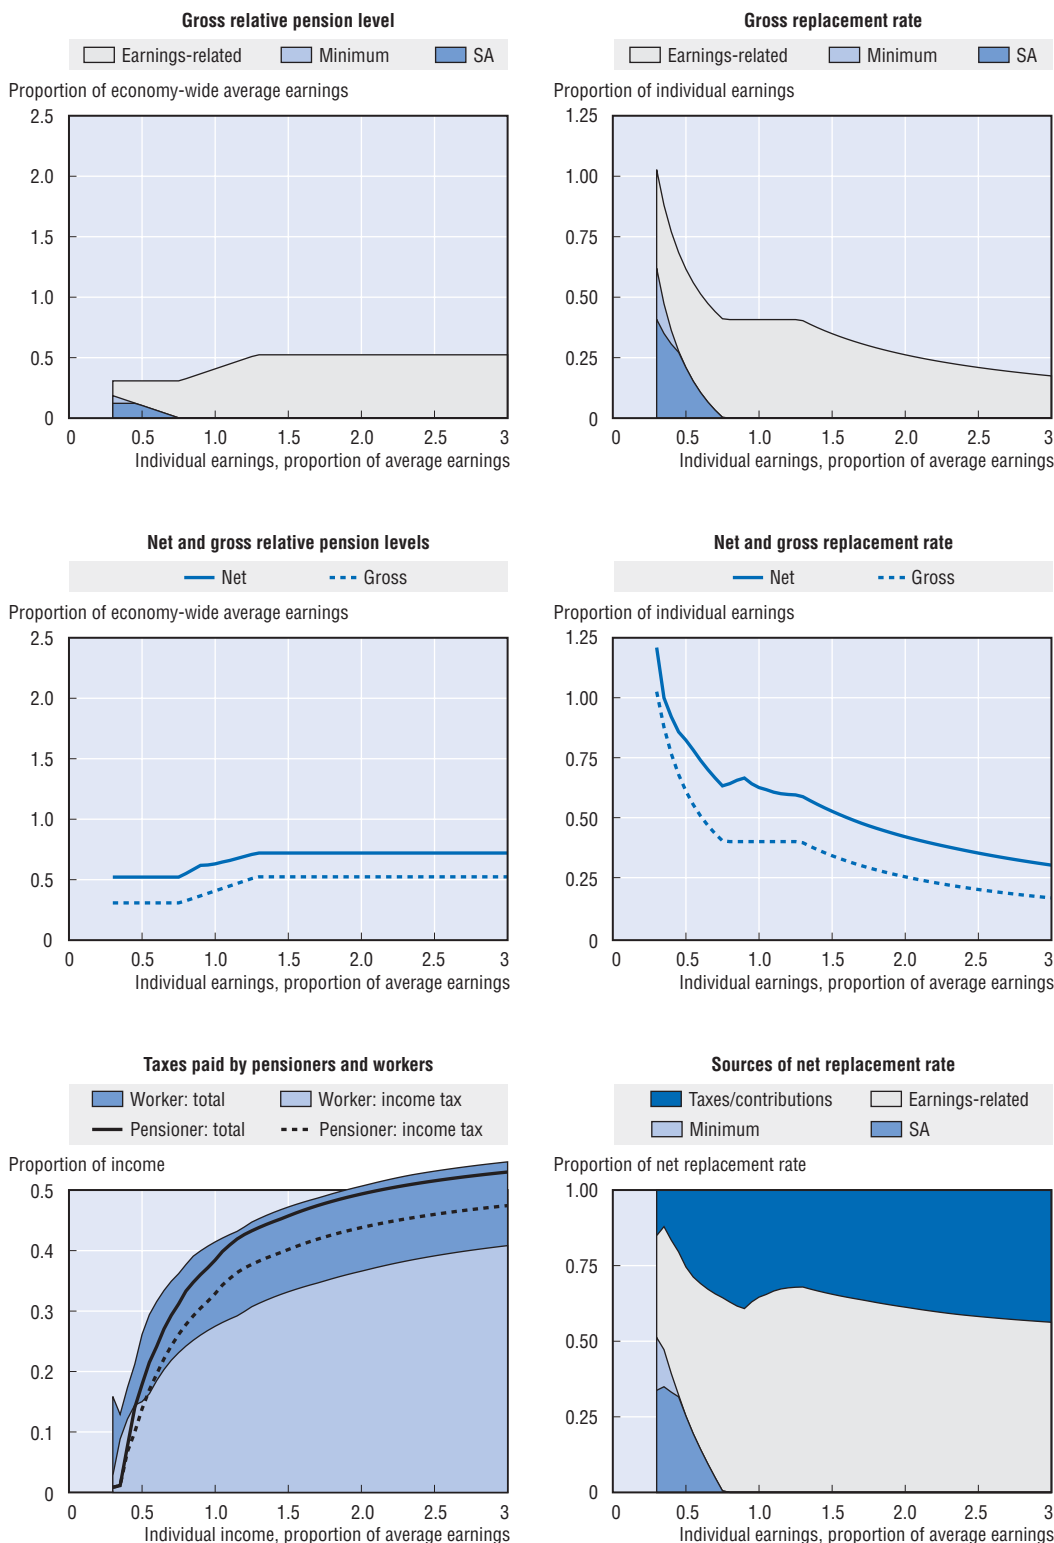 Gross relative pension level
Earnings-related Minimum SA
Proportion of economy-wide average earnings
2.5
2.0
1.5
1.0
0.5
0
0 0.5 1.0 1.5 2.0 2.5 3
Individual earnings, proportion of average earnings
Gross replacement rate
Earnings-related Minimum SA
Proportion of individual earnings
1.25
1.00
0.75
0.50
0.25
0
0 0.5 1.0 1.5 2.0 2.5 3
Individual earnings, proportion of average earnings
Net and gross relative pension levels
Net Gross
Proportion of economy-wide average earnings
2.5
2.0
1.5
1.0
0.5
0
0 0.5 1.0 1.5 2.0 2.5 3
Individual earnings, proportion of average earnings
Net and gross replacement rate
Net Gross
Proportion of individual earnings
1.25
1.00
0.75
0.50
0.25
0
0 0.5 1.0 1.5 2.0 2.5 3
Individual earnings, proportion of average earnings
Taxes paid by pensioners and workers
Worker: total Worker: income tax
Pensioner: total Pensioner: income tax
Proportion of income
0.5
0.4
0.3
0.2
0.1
0
0 0.5 1.0 1.5 2.0 2.5 3
Individual income, proportion of average earnings
Sources of net replacement rate
Taxes/contributions Earnings-related
Minimum SA
Proportion of net replacement rate
1.00
0.75
0.50
0.25
0
0 0.5 1.0 1.5 2.0 2.5 3
Individual earnings, proportion of average earnings